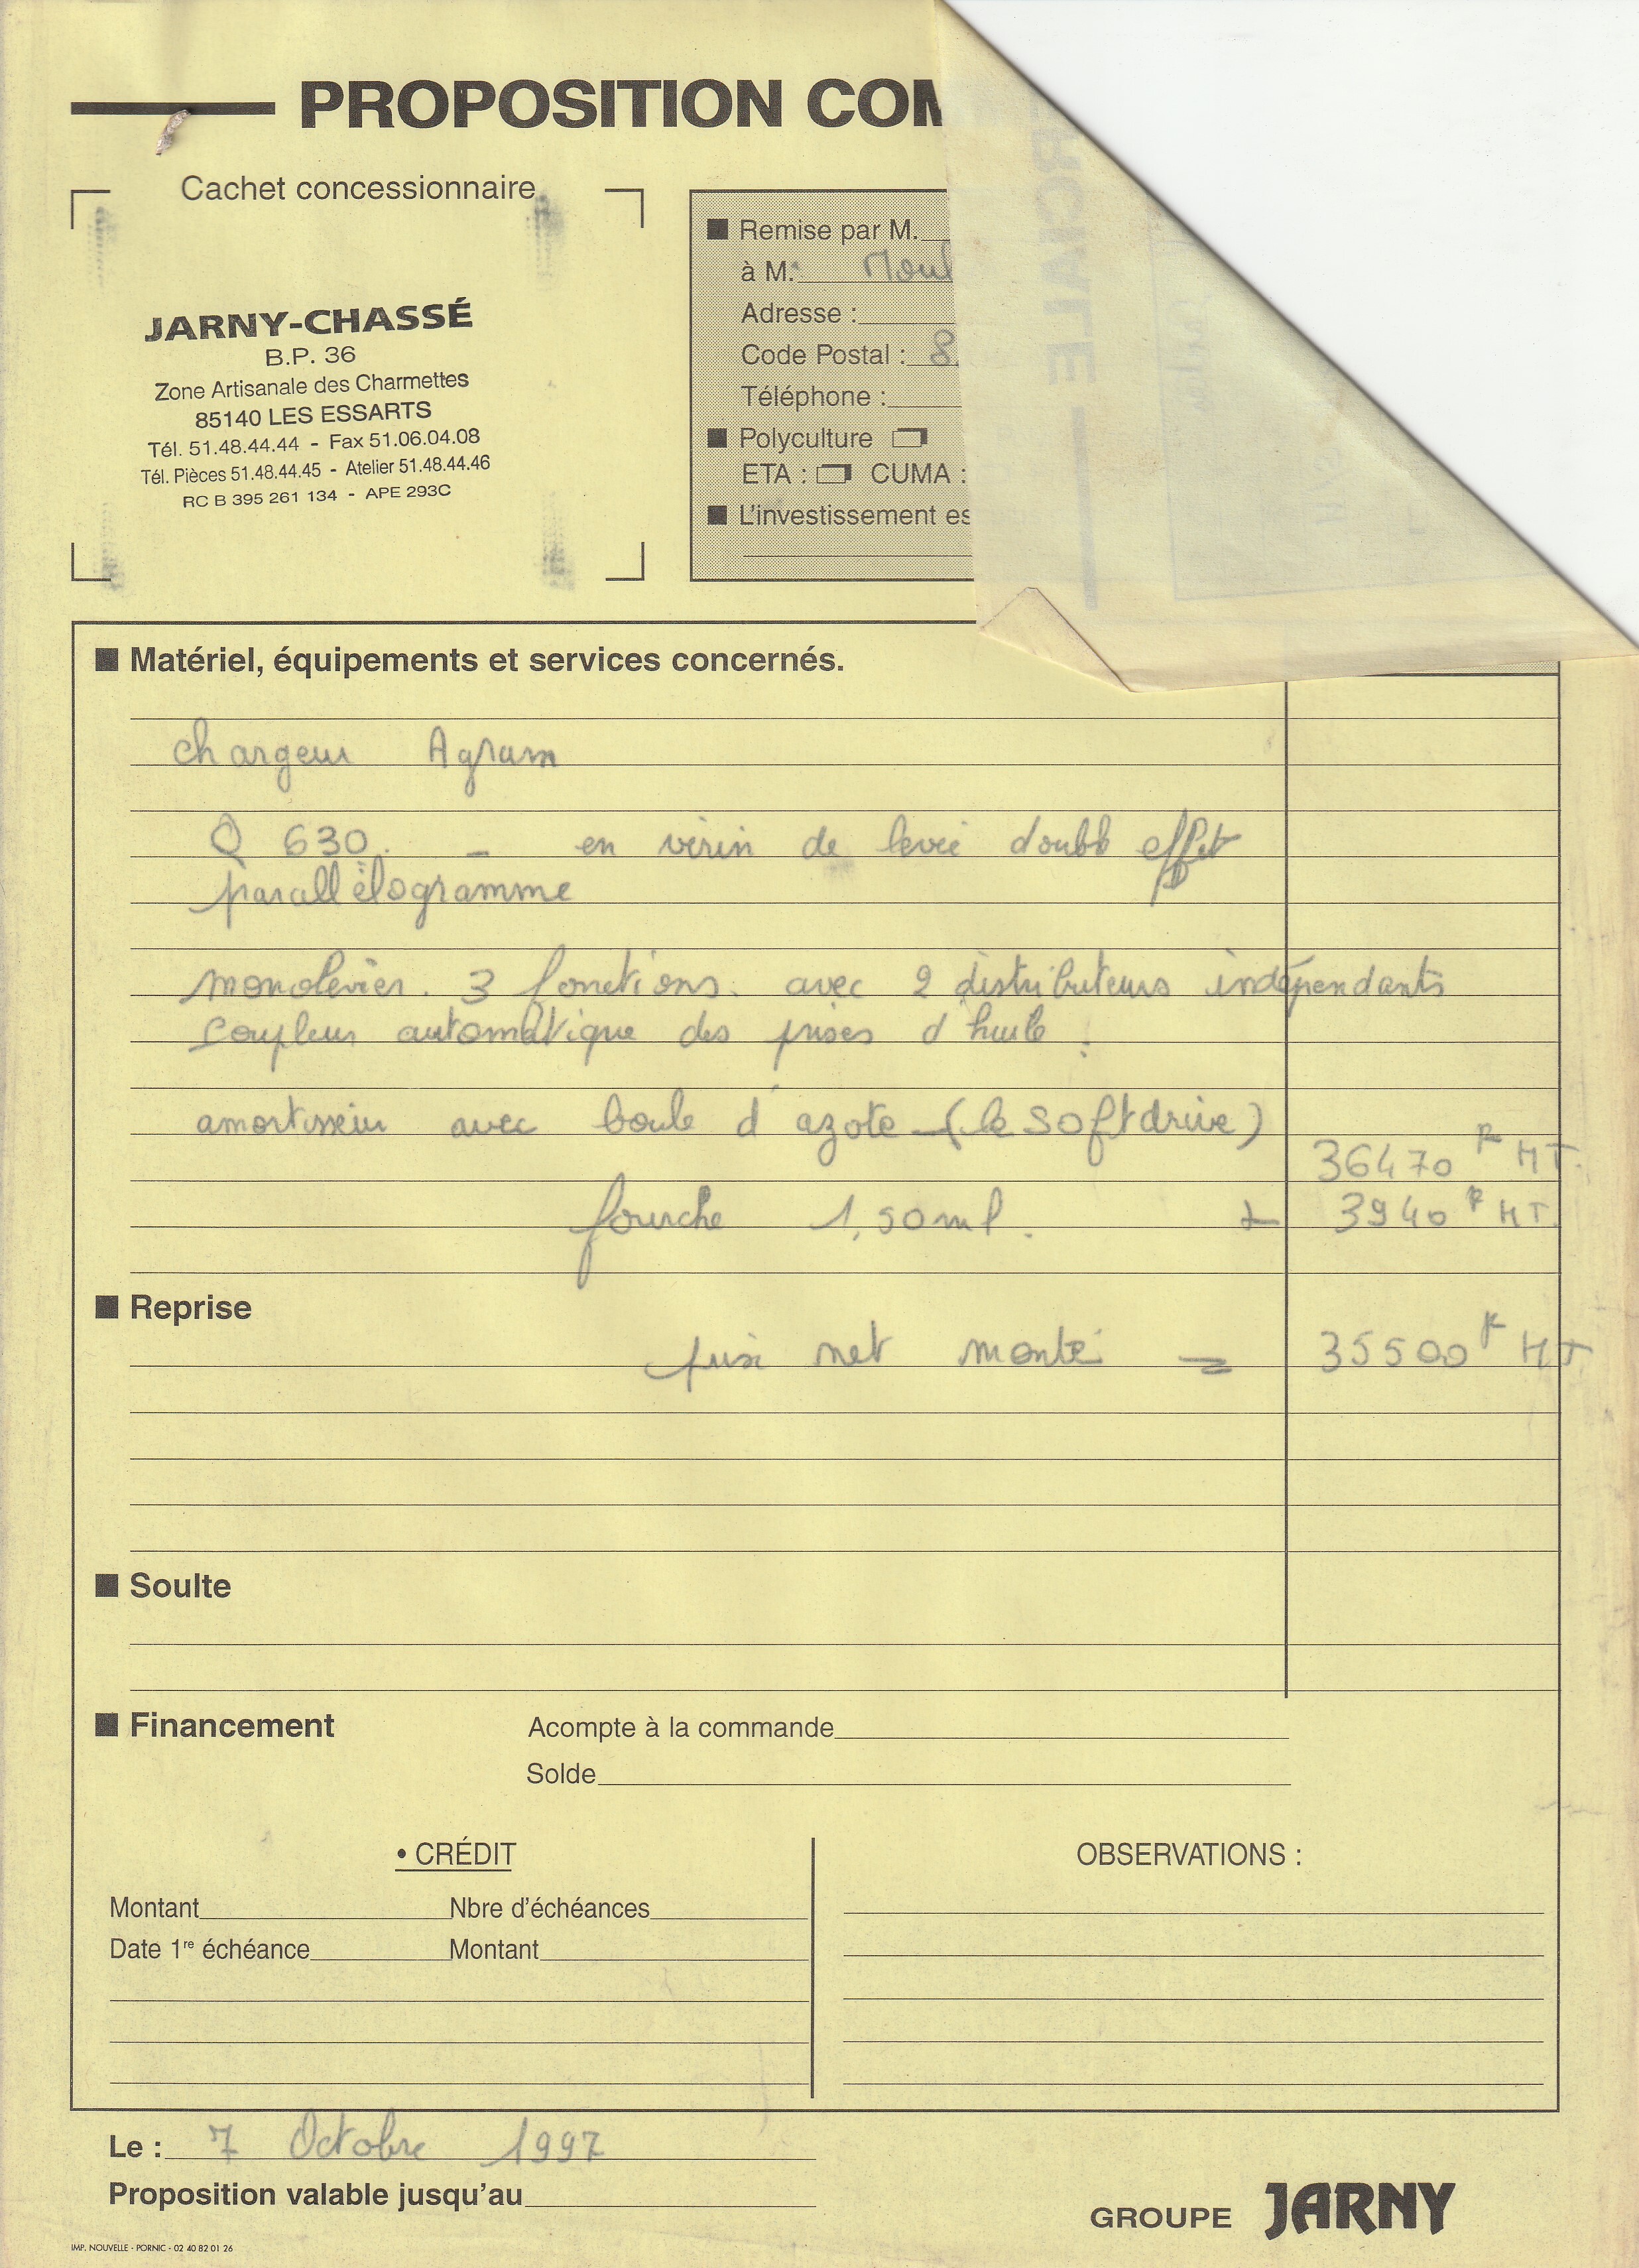 PROPOSITION COM
Cachet concessionnaire
JARNY-CHASSÉ
B.P. 36
Zone Artisanale des Charmettes
85140 LES ESSARTS
Tél. 51.48.44.44 - Fax 51.06.04.08
Tél. Pièces 51.48.44.45 - Atelier 51.48.44.46
RC B 395 261 134 - APE 293C
■ Remise par M.
à M. Moul
Adresse :
Code Postal : 8
Téléphone :
■ Polyculture
ETA : CUMA :
■ L'investissement es
RCIALE
■ Matériel, équipements et services concernés.
chargeur Agram
Q 630. - en vérin de levée double effet
parallèlogramme
monolevier. 3 fonctions. avec 2 distributeurs indépendants
coupleur automatique des prises d'huile.
amortisseur avec boule d'azote (le softdrive)
36470 F HT.
fourche 1,50 ml. + 3940 F HT.
■ Reprise
prix net monté = 35500 F HT
■ Soulte
■ Financement Acompte à la commande
Solde
• CRÉDIT
Montant Nbre d'échéances
Date 1re échéance Montant
OBSERVATIONS :
Le : 7 Octobre 1997
Proposition valable jusqu'au
GROUPE JARNY
IMP. NOUVELLE - PORNIC - 02 40 82 01 26